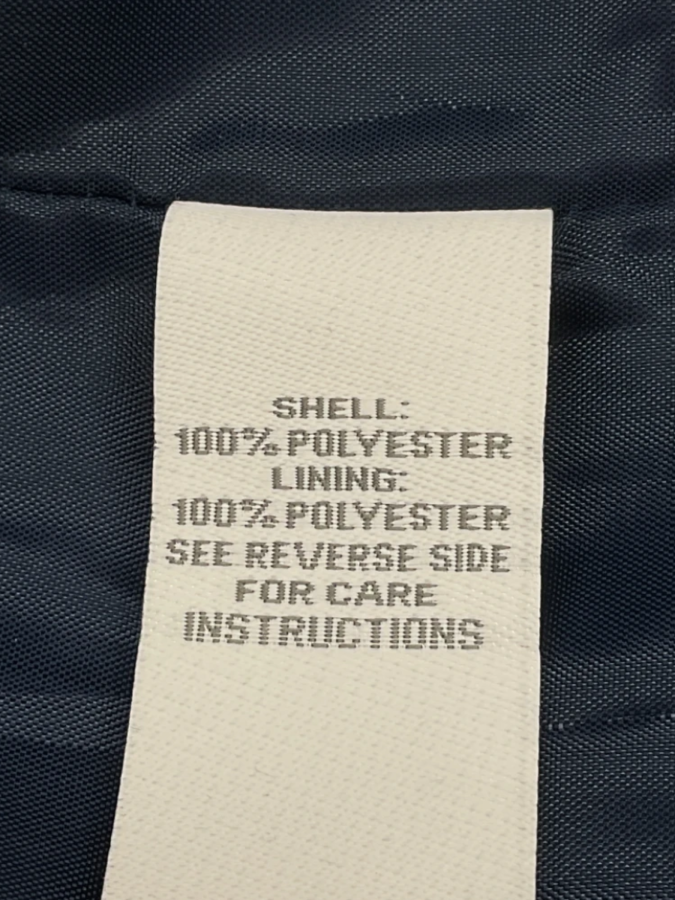 SHELL:
100% POLYESTER
LINING:
100% POLYESTER
SEE REVERSE SIDE
FOR CARE
INSTRUCTIONS